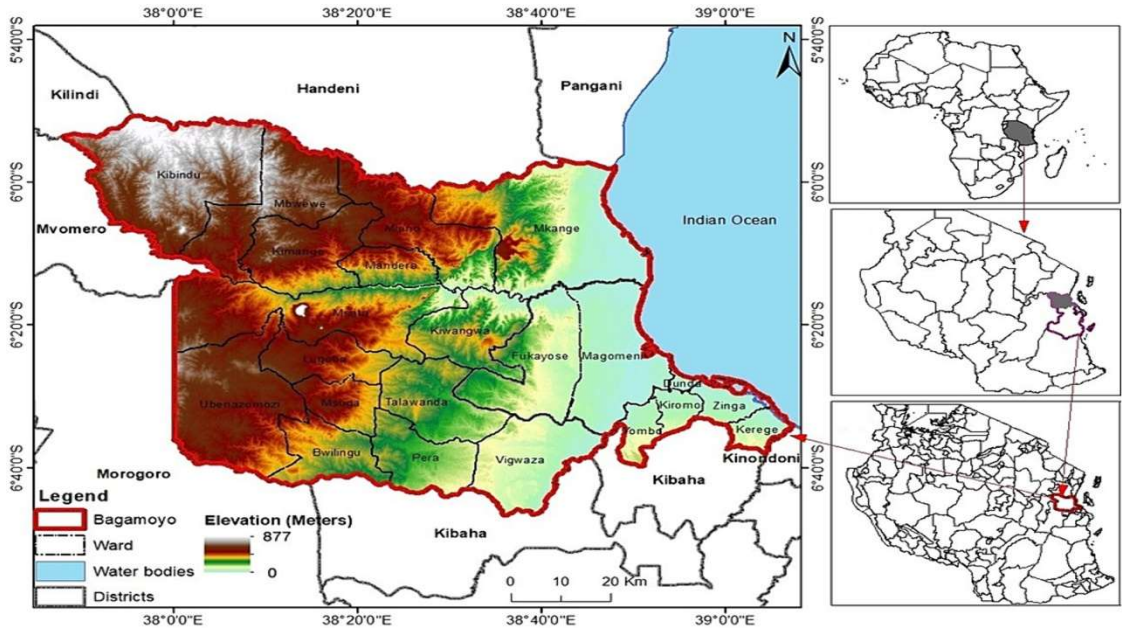 38°0'0"E 38°20'0"E 38°40'0"E 39°0'0"E
5°40'0"S
5°40'0"S
N
Kilindi
Handeni
Pangani
6°0'0"S
6°0'0"S
Kibindu
Mbwewe
Miono
Mkange
Indian Ocean
Mvomero
Kimange
Mandera
6°20'0"S
6°20'0"S
Msata
Kiwangwa
Lugoba
Fukayose
Magomeni
Ubenazomozi
Msoga
Talawanda
Dunda
Kiromo
Zinga
Yombo
Kerege
Bwilingu
Pera
Vigwaza
Kinondoni
6°40'0"S
6°40'0"S
Morogoro
Kibaha
Kibaha
Legend
Bagamoyo
Ward
Water bodies
Districts
Elevation (Meters)
877
0
0 10 20 Km
38°0'0"E 38°20'0"E 38°40'0"E 39°0'0"E